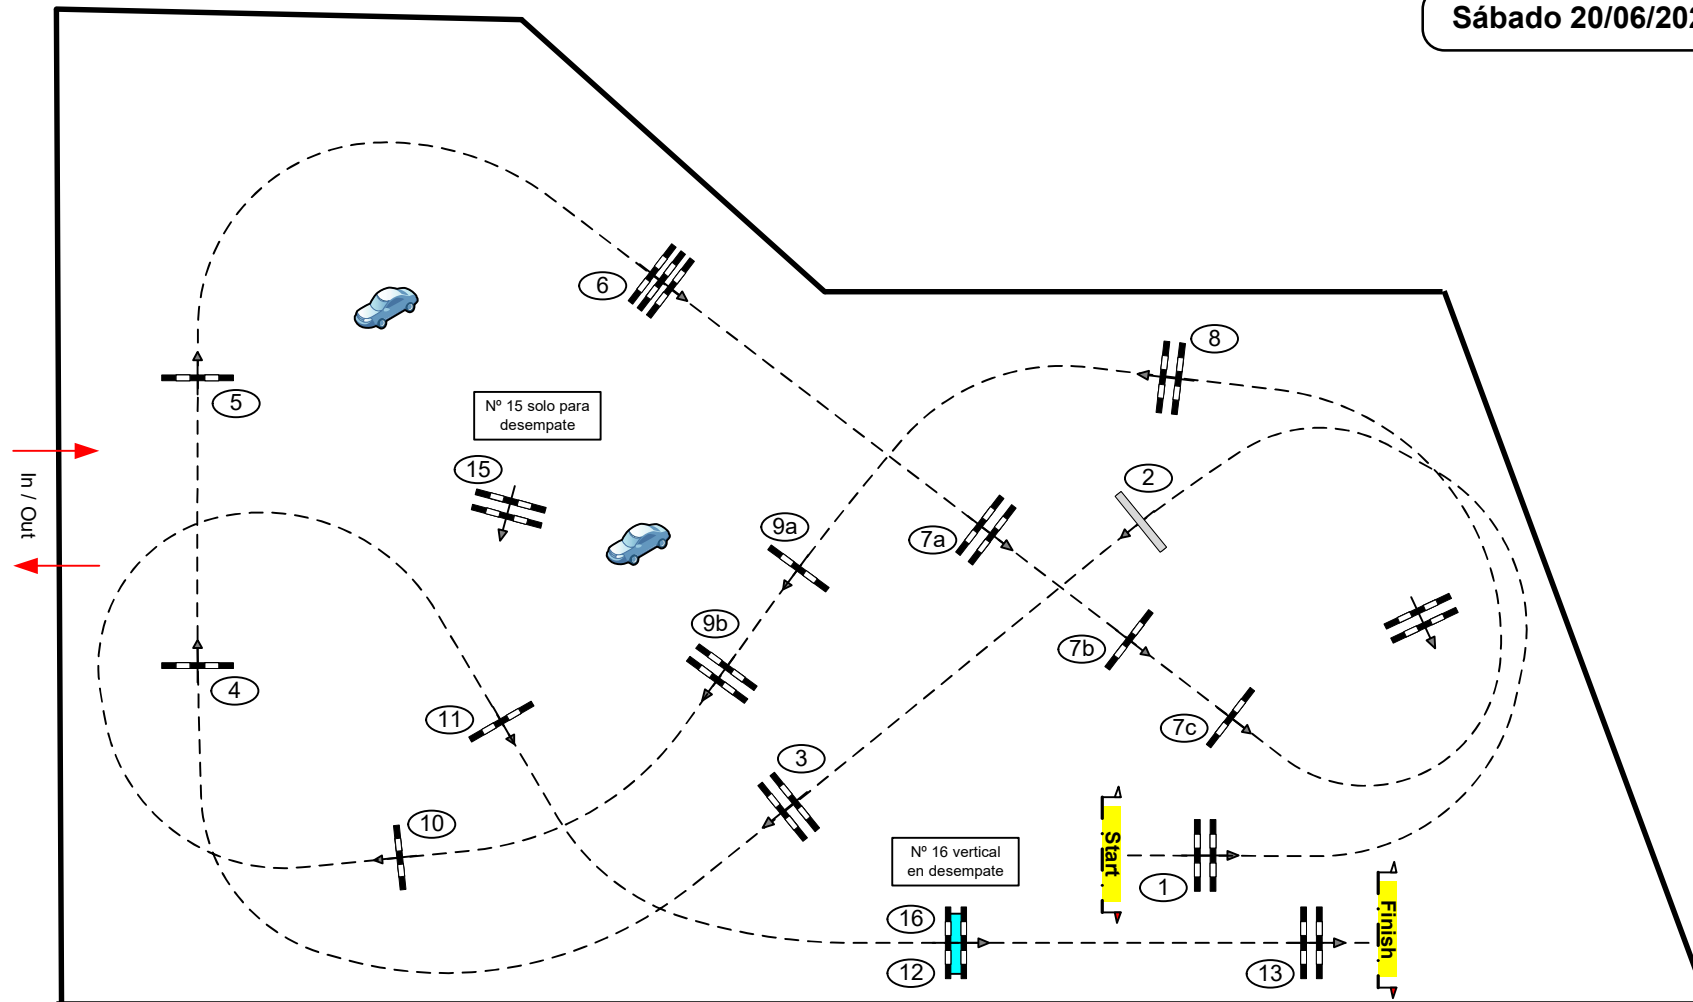 Sábado 20/06/202
6
8
5
Nº 15 solo para
desempate
15
2
In / Out
9a
7a
9b
7b
4
11
7c
3
10
Start
Nº 16 vertical
en desempate
1
16
Finish
12
13